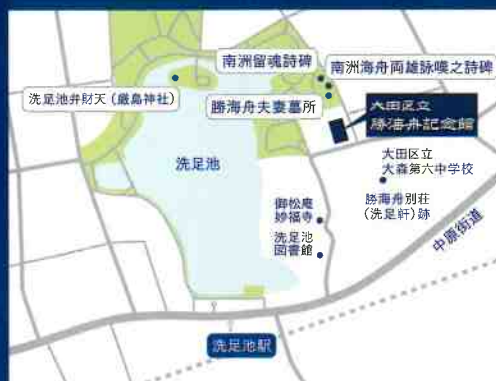 南洲留魂詩碑
南洲海舟両雄詠嘆之詩碑
洗足池弁財天（厳島神社）
勝海舟夫妻墓所
大田区立
勝海舟記念館
洗足池
大田区立
大森第六中学校
御松庵
妙福寺
勝海舟別荘
（洗足軒）跡
洗足池
図書館
中原街道
洗足池駅